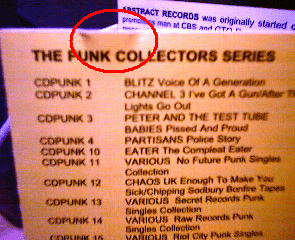 ABSTRACT RECORDS was originally started
man at CBS and
THE PUNK COLLECTORS SERIES
CDPUNK 1 BLITZ Voice Of A Generation
CDPUNK 2 CHANNEL 3 I've Got A Gun/After The
Lights Go Out
CDPUNK 3 PETER AND THE TEST TUBE
BABIES Pissed And Proud
CDPUNK 4 PARTISANS Police Story
CDPUNK 10 EATER The Compleat Eater
CDPUNK 11 VARIOUS No Future Punk Singles
Collection
CDPUNK 12 CHAOS UK Enough To Make You
Sick/Chipping Sodbury Bonfire Tapes
CDPUNK 13 VARIOUS Secret Records Punk
Singles Collection
CDPUNK 14 VARIOUS Raw Records Punk
Singles Collection
CDPUNK 15 VARIOUS Riot City Punk Singles